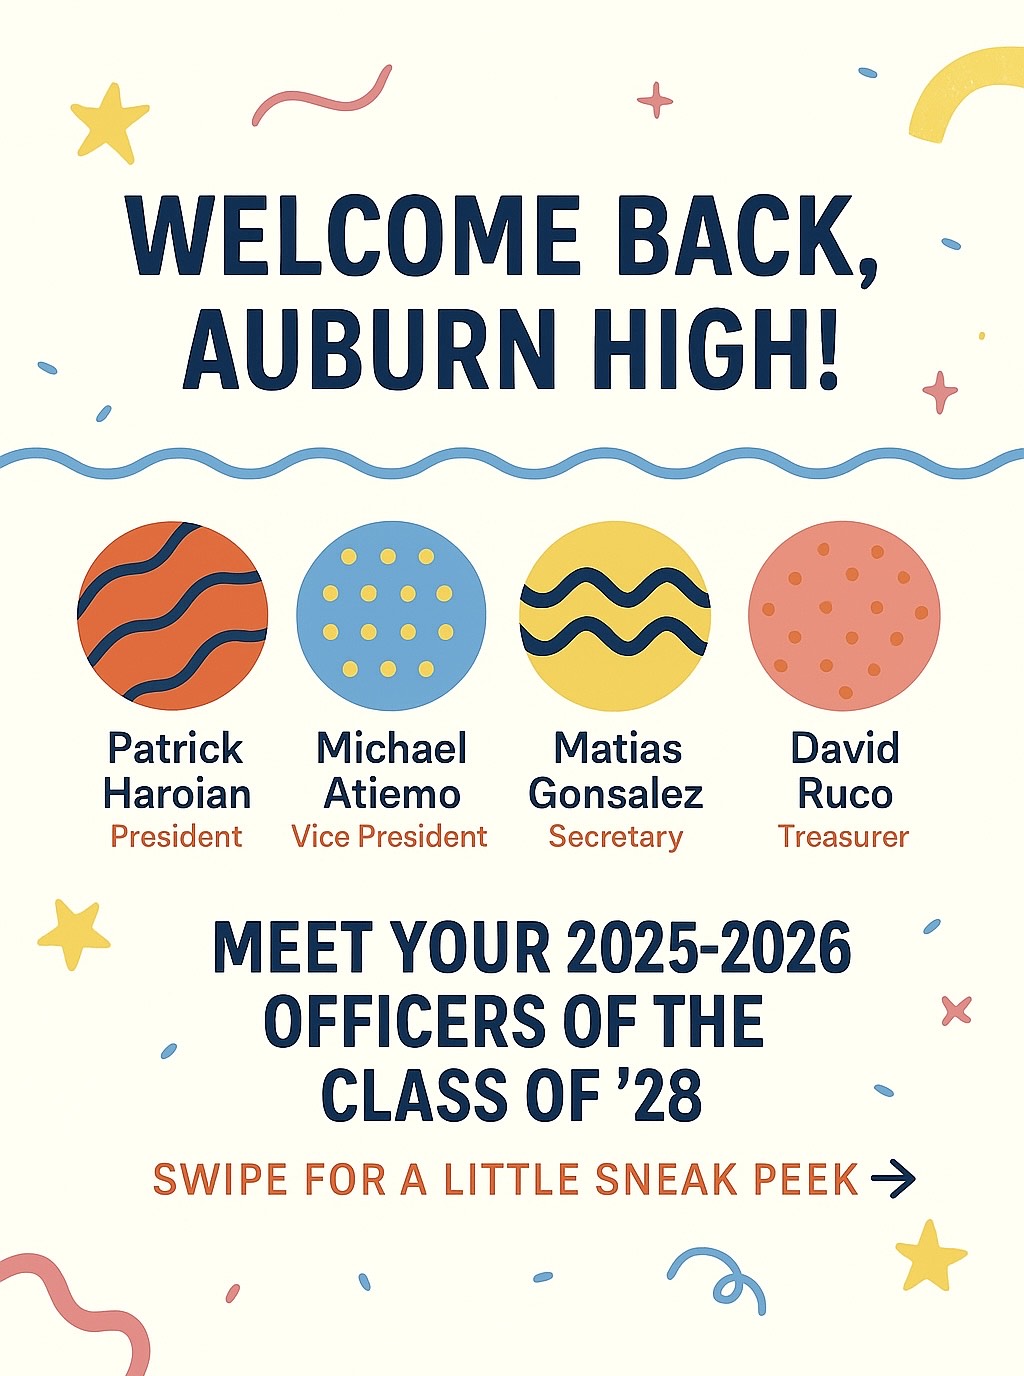 WELCOME BACK,
AUBURN HIGH!
Patrick
Haroian
President
Michael
Atiemo
Vice President
Matias
Gonsalez
Secretary
David
Ruco
Treasurer
MEET YOUR 2025-2026
OFFICERS OF THE
CLASS OF ’28
SWIPE FOR A LITTLE SNEAK PEEK→